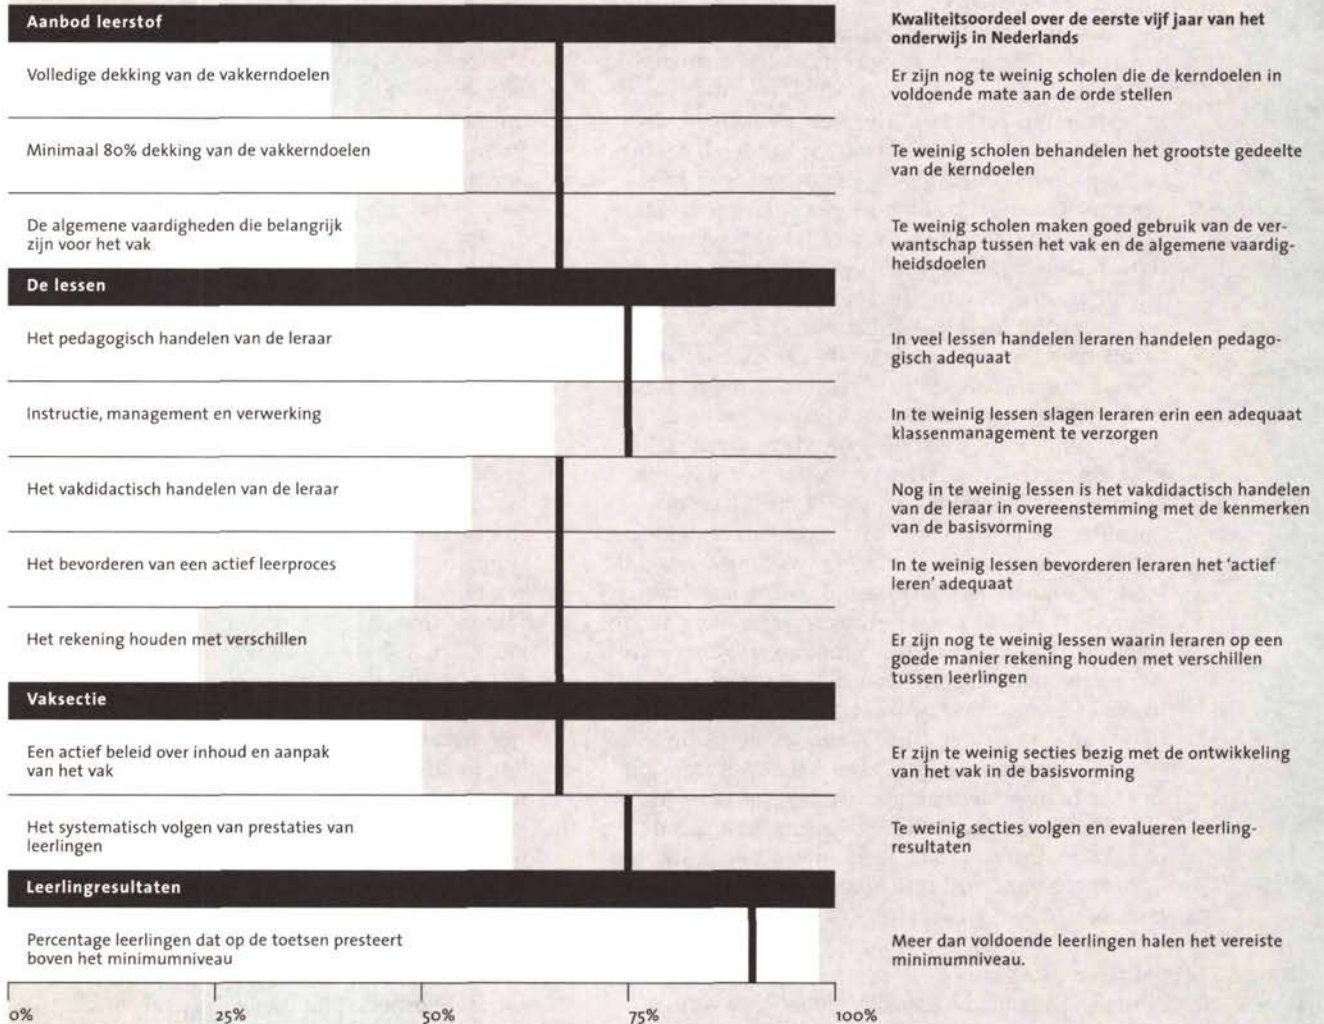 Aanbod leerstof
Kwaliteitsoordeel over de eerste vijf jaar van het
onderwijs in Nederlands
Volledige dekking van de vakkerndoelen
Er zijn nog te weinig scholen die de kerndoelen in
voldoende mate aan de orde stellen
Minimaal 80% dekking van de vakkerndoelen
Te weinig scholen behandelen het grootste gedeelte
van de kerndoelen
De algemene vaardigheden die belangrijk
zijn voor het vak
Te weinig scholen maken goed gebruik van de ver-
wantschap tussen het vak en de algemene vaardig-
heidsdoelen
De lessen
Het pedagogisch handelen van de leraar
In veel lessen handelen leraren handelen pedago-
gisch adequaat
Instructie, management en verwerking
In te weinig lessen slagen leraren erin een adequaat
klassenmanagement te verzorgen
Het vakdidactisch handelen van de leraar
Nog in te weinig lessen is het vakdidactisch handelen
van de leraar in overeenstemming met de kenmerken
van de basisvorming
Het bevorderen van een actief leerproces
In te weinig lessen bevorderen leraren het 'actief
leren' adequaat
Het rekening houden met verschillen
Er zijn nog te weinig lessen waarin leraren op een
goede manier rekening houden met verschillen
tussen leerlingen
Vaksectie
Een actief beleid over inhoud en aanpak
van het vak
Er zijn te weinig secties bezig met de ontwikkeling
van het vak in de basisvorming
Het systematisch volgen van prestaties van
leerlingen
Te weinig secties volgen en evalueren leerling-
resultaten
Leerlingresultaten
Percentage leerlingen dat op de toetsen presteert
boven het minimumniveau
Meer dan voldoende leerlingen halen het vereiste
minimumniveau.
0% 25% 50% 75% 100%